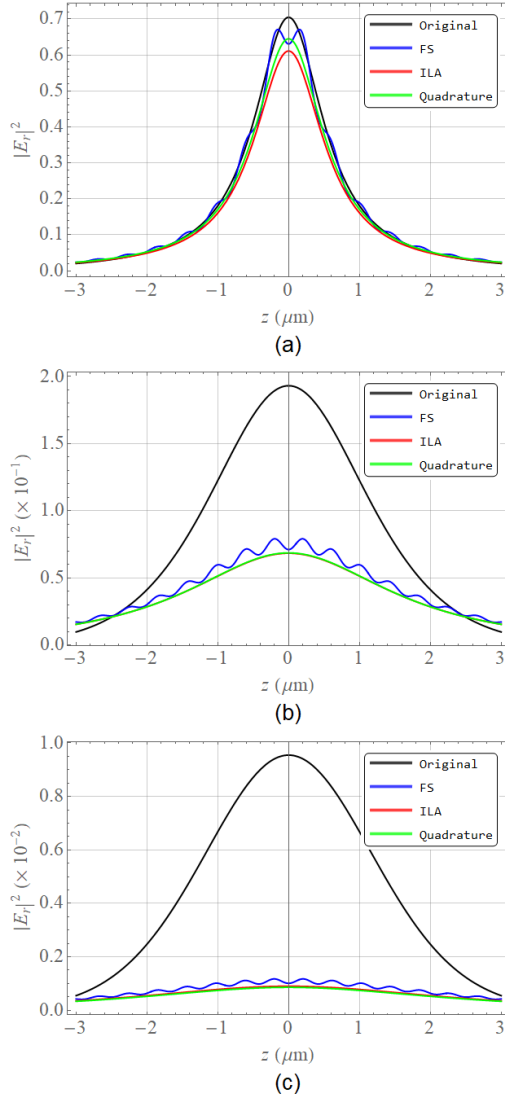 0.7
0.6
0.5
0.4
0.3
0.2
0.1
0.0
|E_r|^2
Original
FS
ILA
Quadrature
−3 −2 −1 0 1 2 3
z (μm)
(a)
2.0
1.5
1.0
0.5
0.0
|E_r|^2 (× 10^{-1})
Original
FS
ILA
Quadrature
−3 −2 −1 0 1 2 3
z (μm)
(b)
1.0
0.8
0.6
0.4
0.2
0.0
|E_r|^2 (× 10^{-2})
Original
FS
ILA
Quadrature
−3 −2 −1 0 1 2 3
z (μm)
(c)